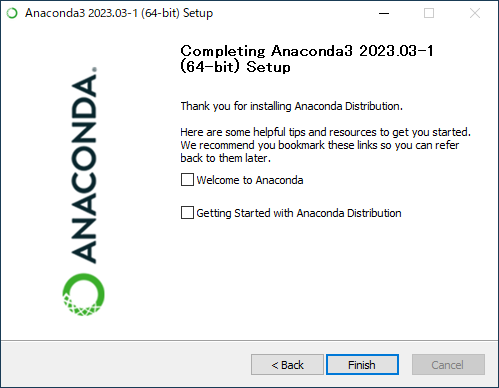 Anaconda3 2023.03-1 (64-bit) Setup
Completing Anaconda3 2023.03-1
(64-bit) Setup
ANACONDA.
Thank you for installing Anaconda Distribution.
Here are some helpful tips and resources to get you started.
We recommend you bookmark these links so you can refer
back to them later.
Welcome to Anaconda
Getting Started with Anaconda Distribution
< Back
Finish
Cancel